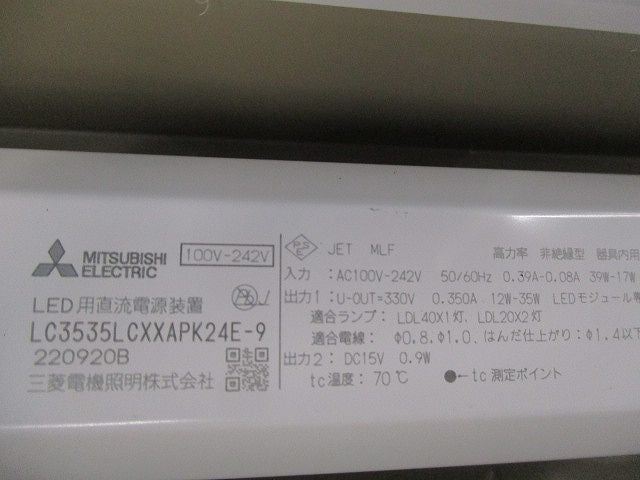 MITSUBISHI
ELECTRIC
100V-242V
LED用直流電源装置
LC3535LCXXAPK24E-9
220920B
三菱電機照明株式会社
PSE
JET MLF
高力率 非絶縁型 器具内用
入力 :AC100V-242V 50/60Hz 0.39A-0.08A 39W-17W
出力1:U-OUT=330V 0.350A 12W-35W LEDモジュール
適合ランプ: LDL40X1灯, LDL20X2灯
適合電線: Φ0.8, Φ1.0, はんだ仕上がり:Φ1.4以下
出力2: DC15V 0.9W
tc温度: 70℃ ●←tc測定ポイント